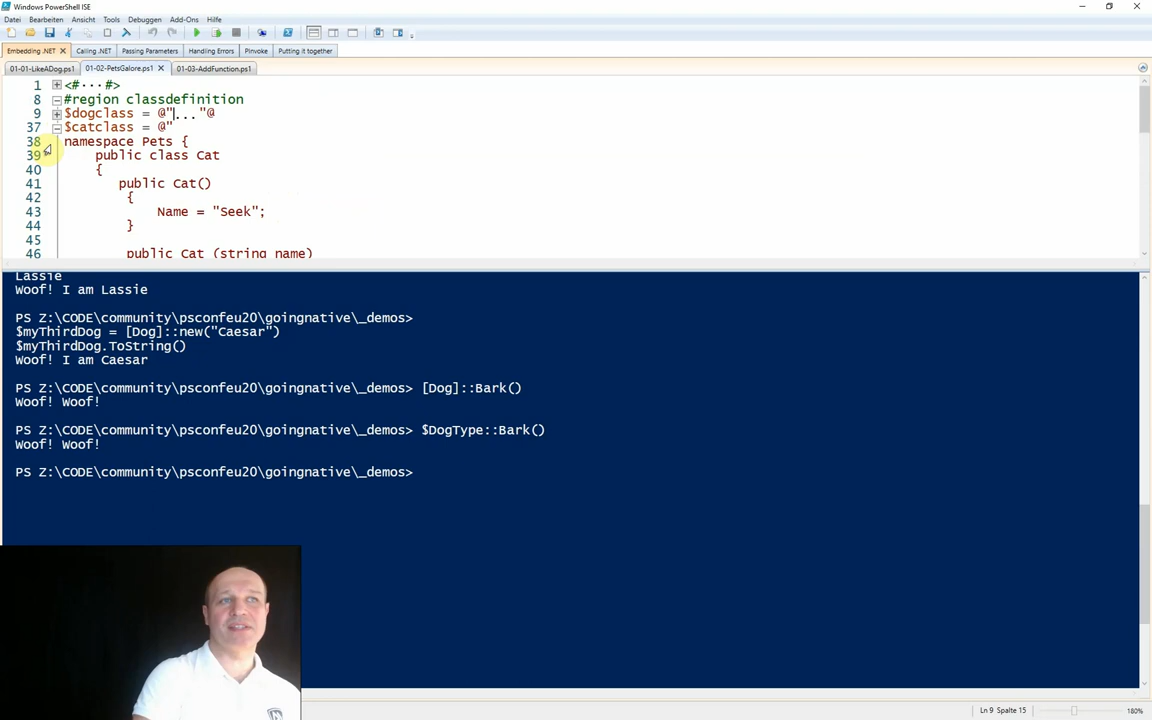 Windows PowerShell ISE
Datei Bearbeiten Ansicht Tools Debuggen Add-Ons Hilfe
Embedding .NET Calling .NET Passing Parameters Handling Errors PInvoke Putting it together
01-01-LikeADog.ps1 01-02-PetsGalore.ps1 01-03-AddFunction.ps1
1 <#···#>
8 #region classdefinition
9 $dogclass = @"..."@
37 $catclass = @"
38 namespace Pets {
39 public class Cat
40 {
41 public Cat()
42 {
43 Name = "Seek";
44 }
45
46 public Cat (string name)
Lassie
Woof! I am Lassie
PS Z:\CODE\community\psconfeu20\goingnative\_demos>
$myThirdDog = [Dog]::new("Caesar")
$myThirdDog.ToString()
Woof! I am Caesar
PS Z:\CODE\community\psconfeu20\goingnative\_demos> [Dog]::Bark()
Woof! Woof!
PS Z:\CODE\community\psconfeu20\goingnative\_demos> $DogType::Bark()
Woof! Woof!
PS Z:\CODE\community\psconfeu20\goingnative\_demos>
Ln 9 Spalte 15 180%